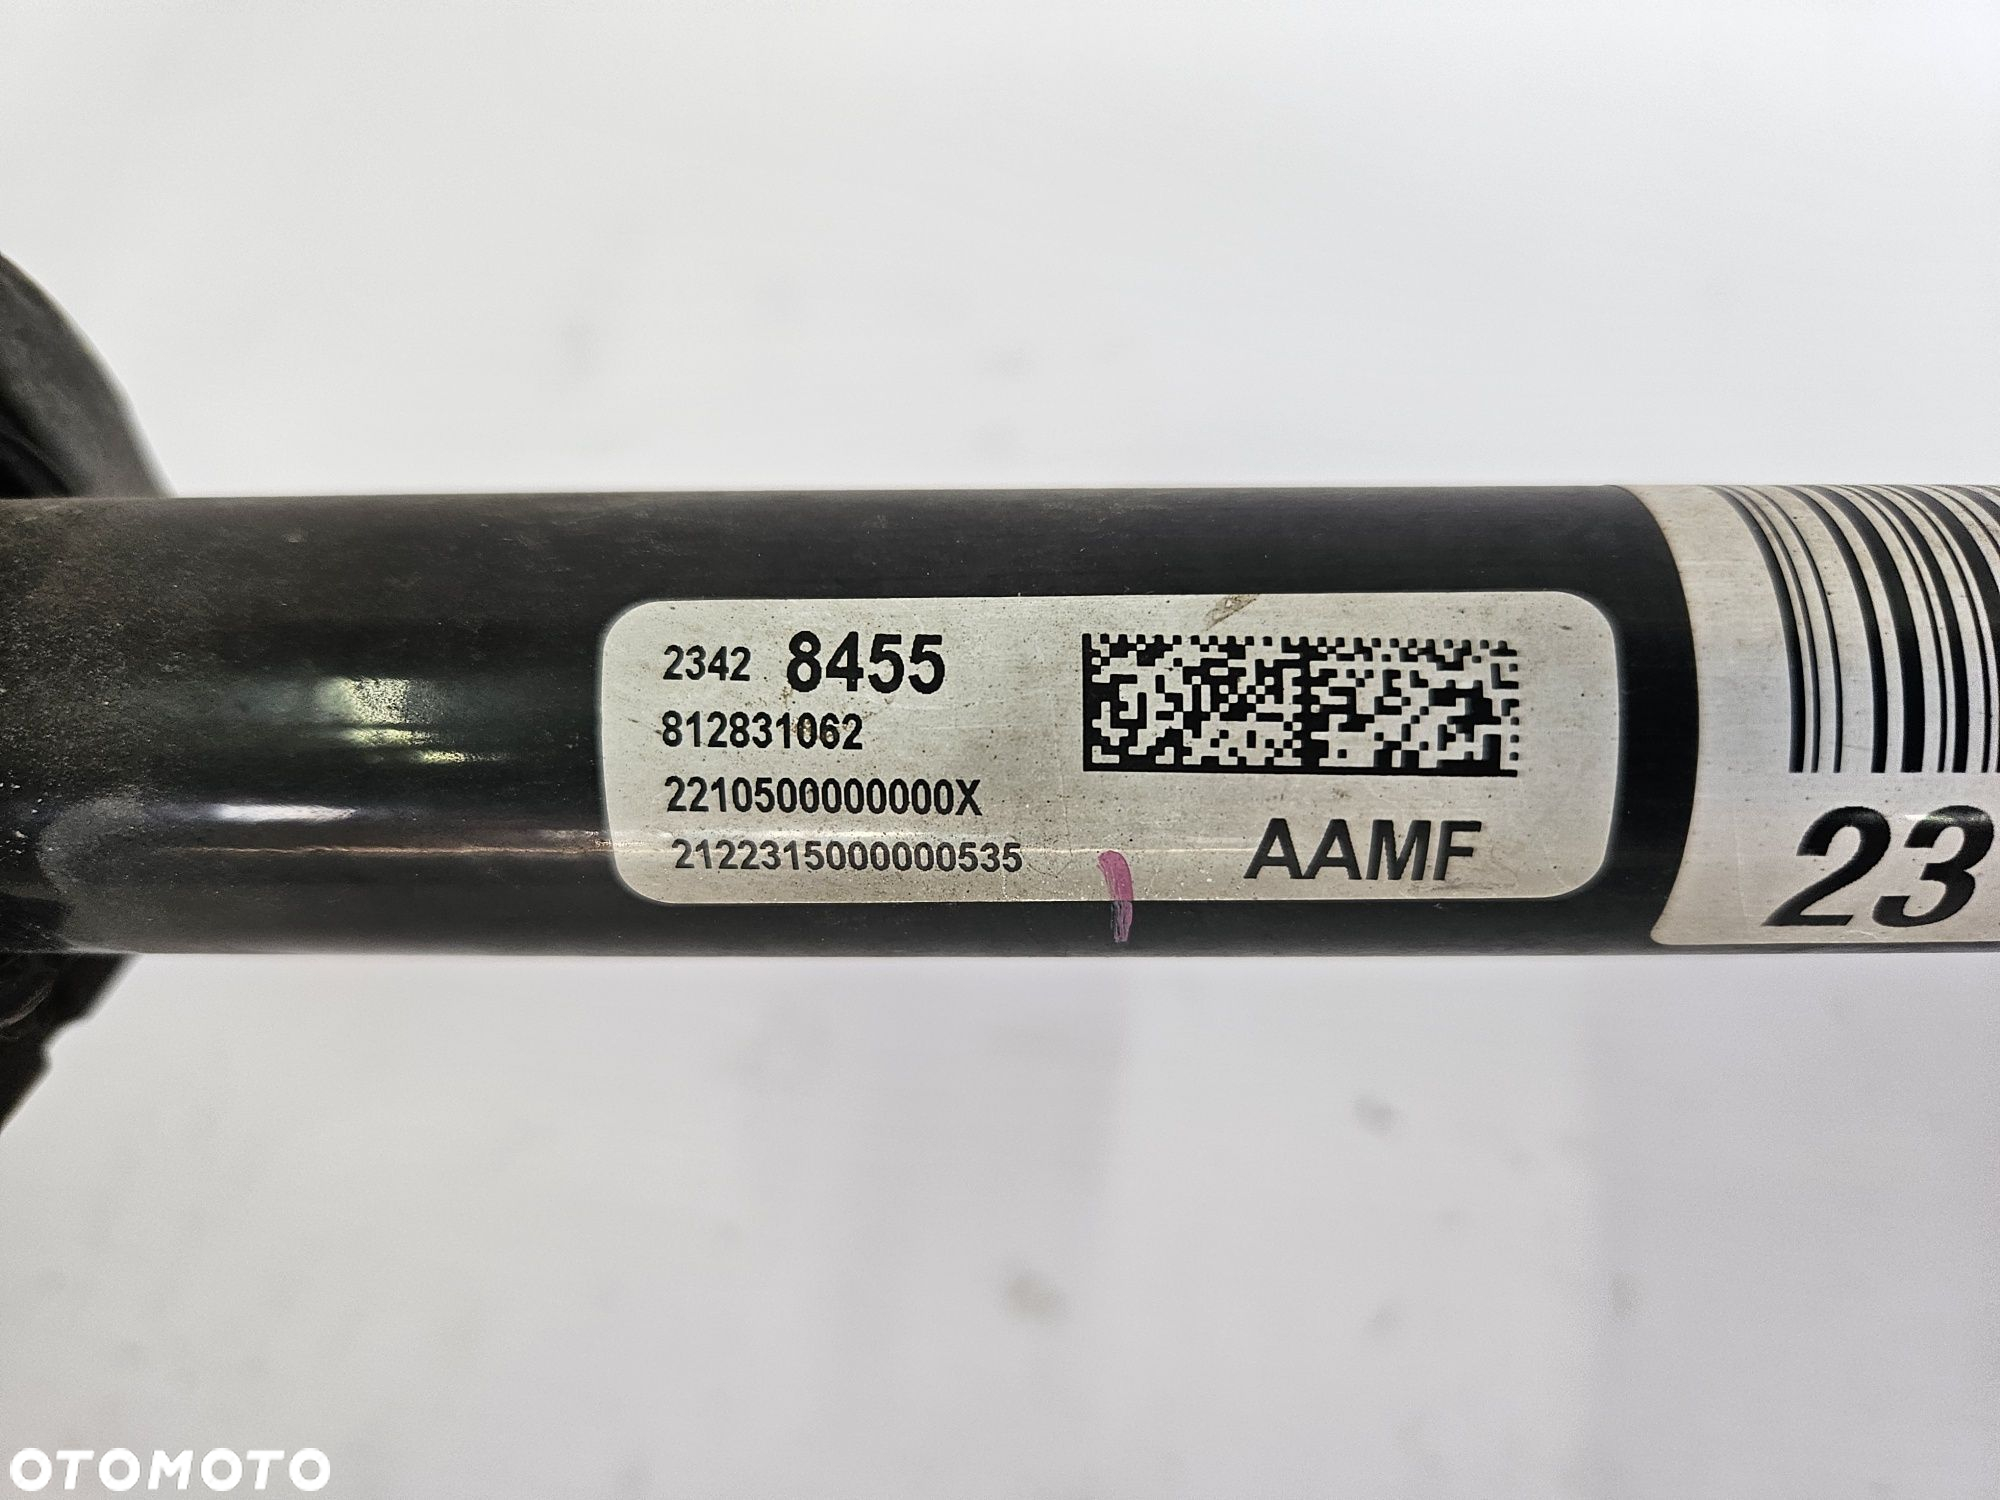 2342 8455
812831062
2210500000000X
2122315000000535
AAMF
23
OTOMOTO